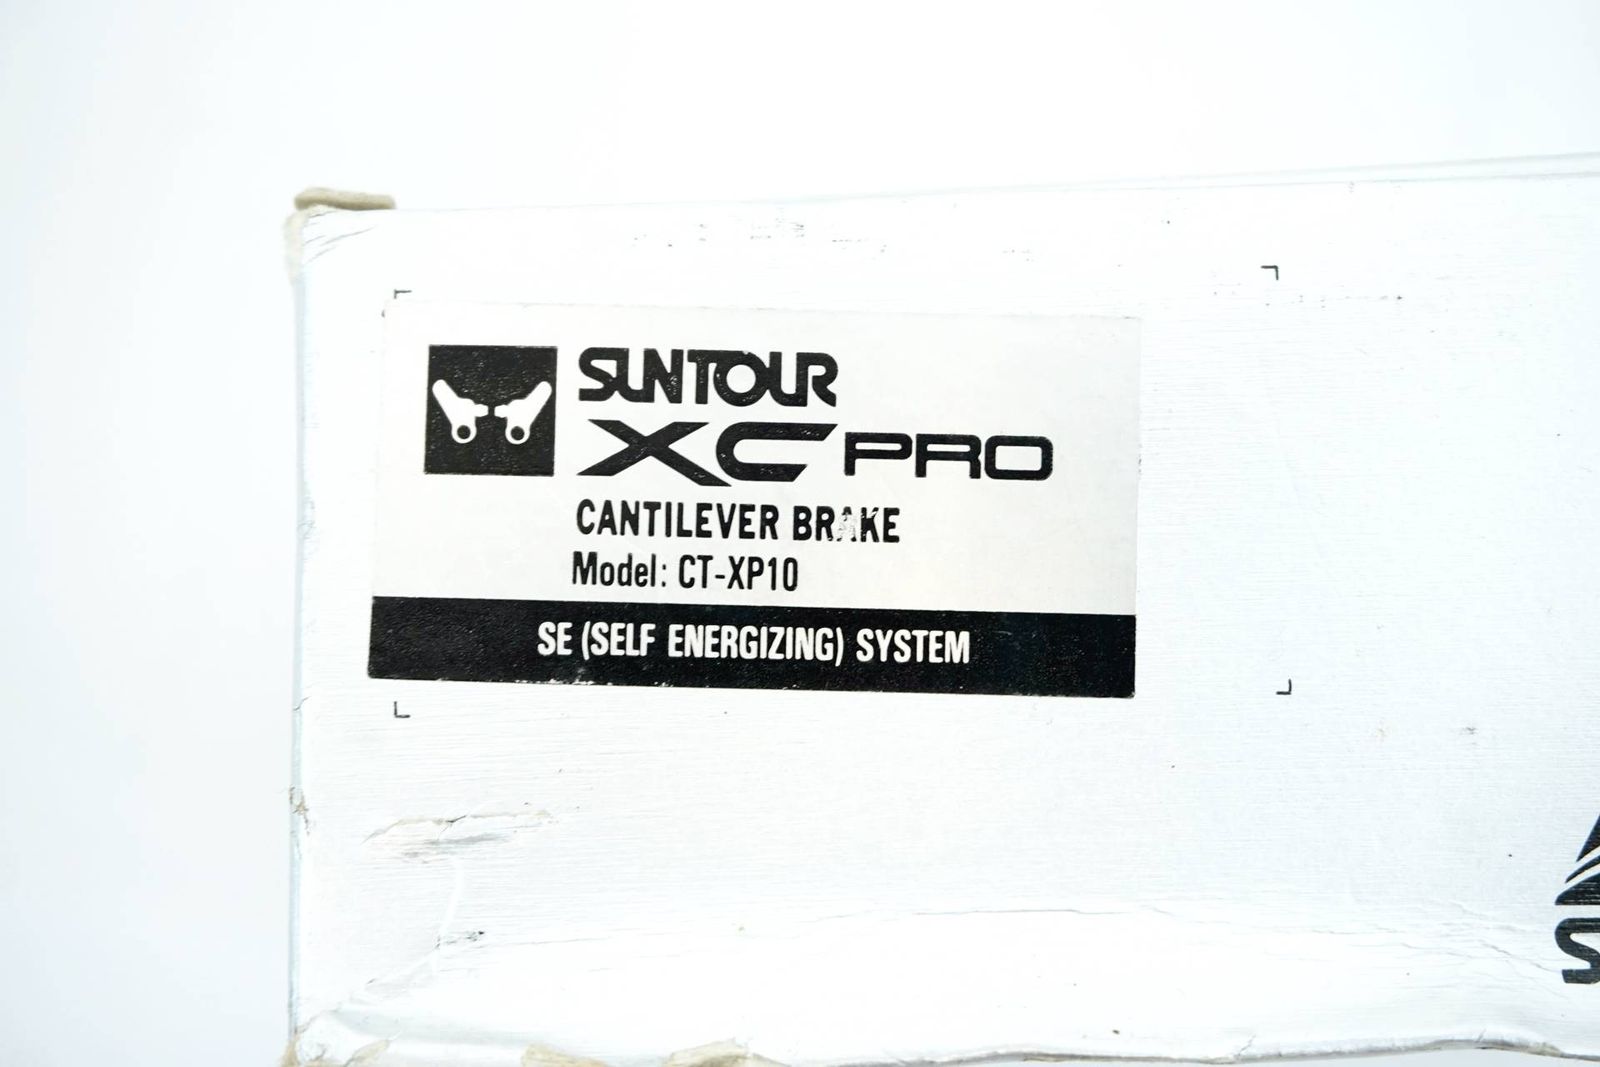 SUNTOUR
XC PRO
CANTILEVER BRAKE
Model: CT-XP10
SE (SELF ENERGIZING) SYSTEM